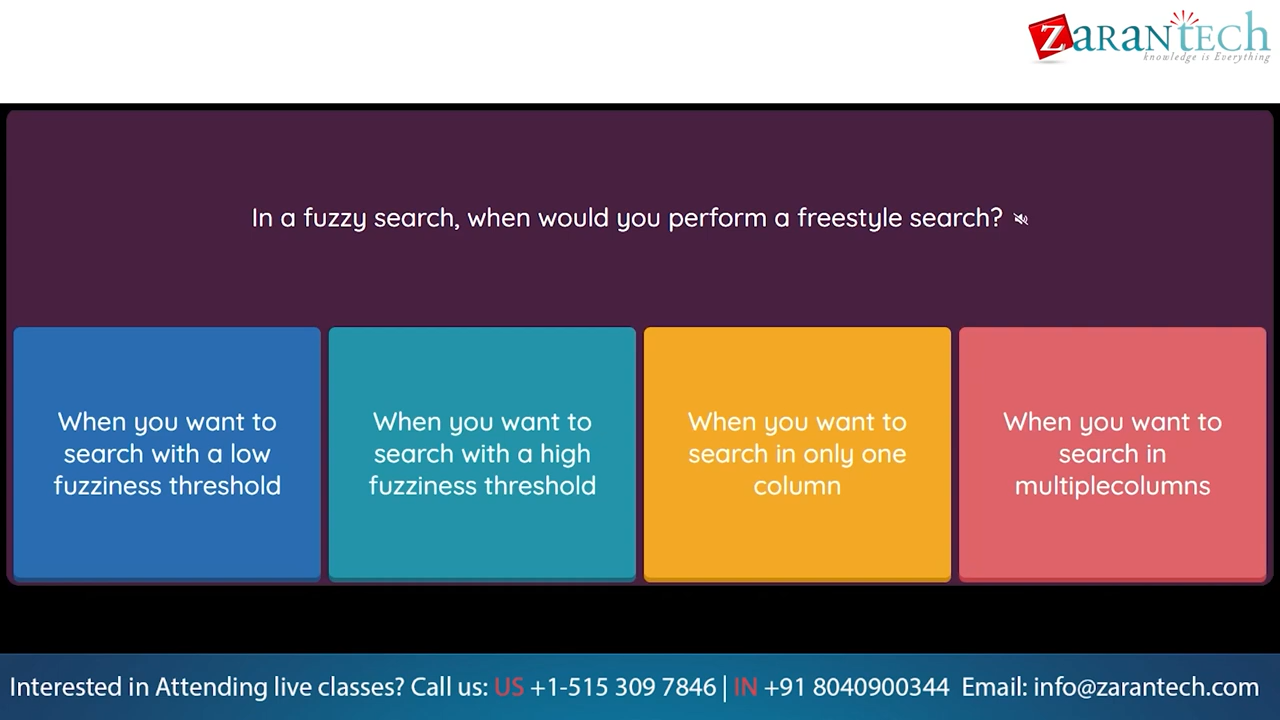 ZARANTECH
knowledge is Everything
In a fuzzy search, when would you perform a freestyle search?
When you want to
search with a low
fuzziness threshold
When you want to
search with a high
fuzziness threshold
When you want to
search in only one
column
When you want to
search in
multiplecolumns
Interested in Attending live classes? Call us: US +1-515 309 7846 | IN +91 8040900344 Email: info@zarantech.com